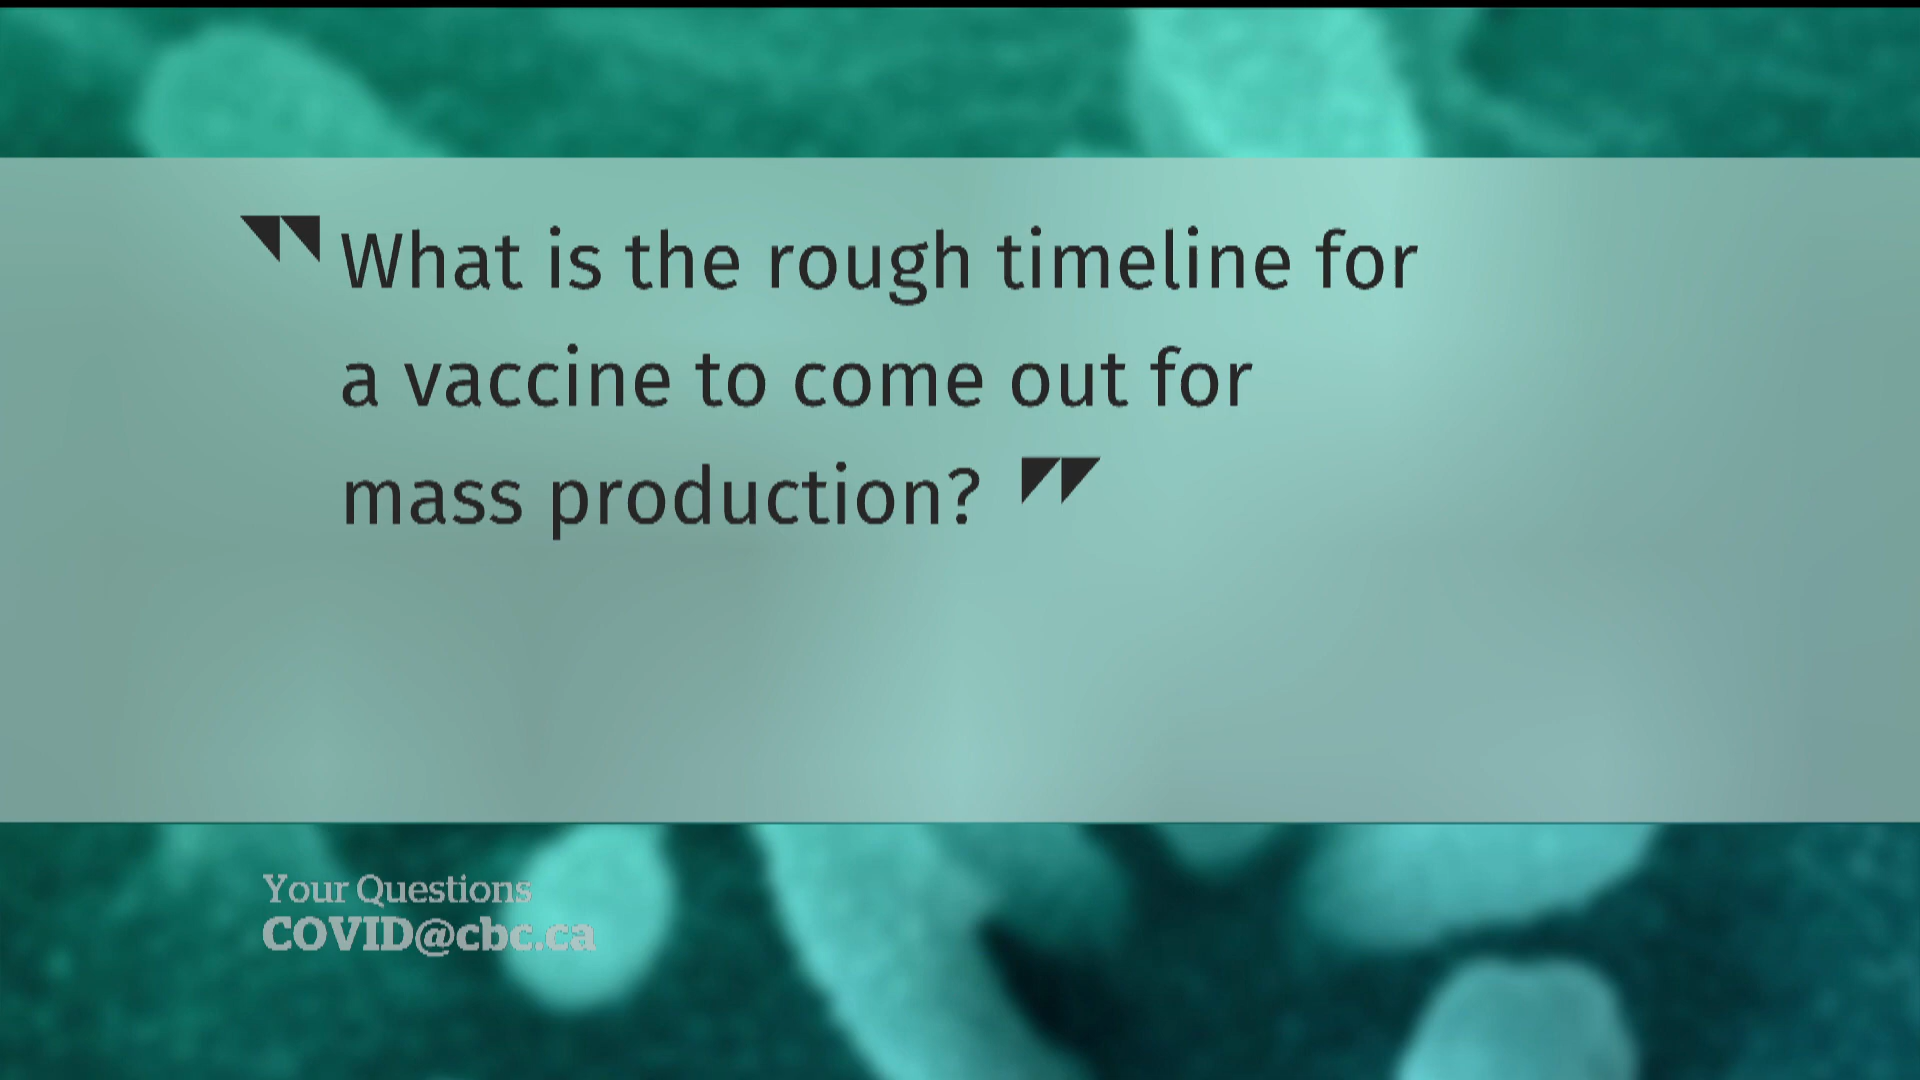 "What is the rough timeline for
a vaccine to come out for
mass production?"
Your Questions
COVID@cbc.ca